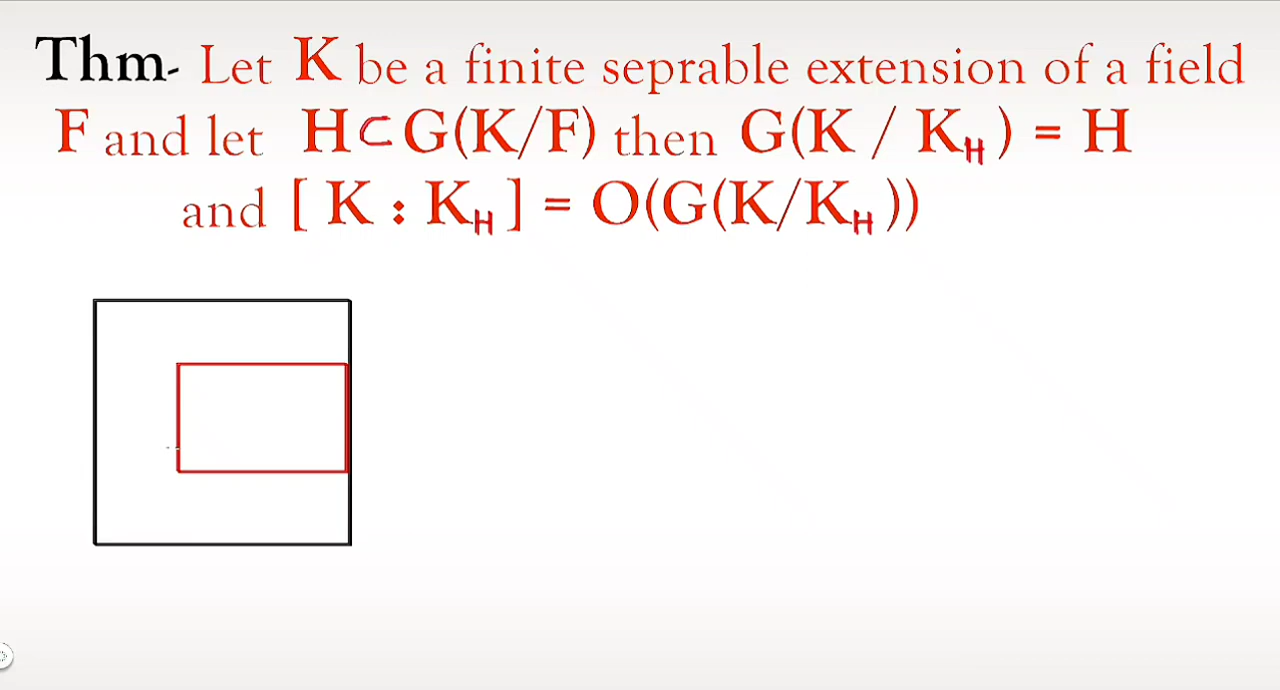 Thm- Let K be a finite seprable extension of a field
F and let H⊂G(K/F) then G(K / K_H) = H
and [ K : K_H ] = O(G(K/K_H))